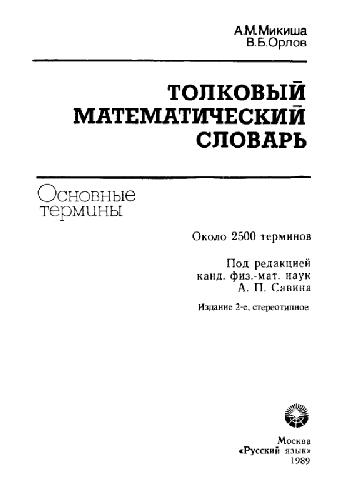 А.М.Микиша
В.Б.Орлов
ТОЛКОВЫЙ
МАТЕМАТИЧЕСКИЙ
СЛОВАРЬ
Основные
термины
Около 2500 терминов
Под редакцией
канд. физ.-мат. наук
А. П. Савина
Издание 2-е, стереотипное
Москва
«Русский язык»
1989